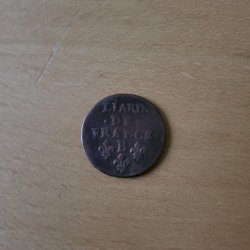 LIARD
· DE ·
FRANCE
B